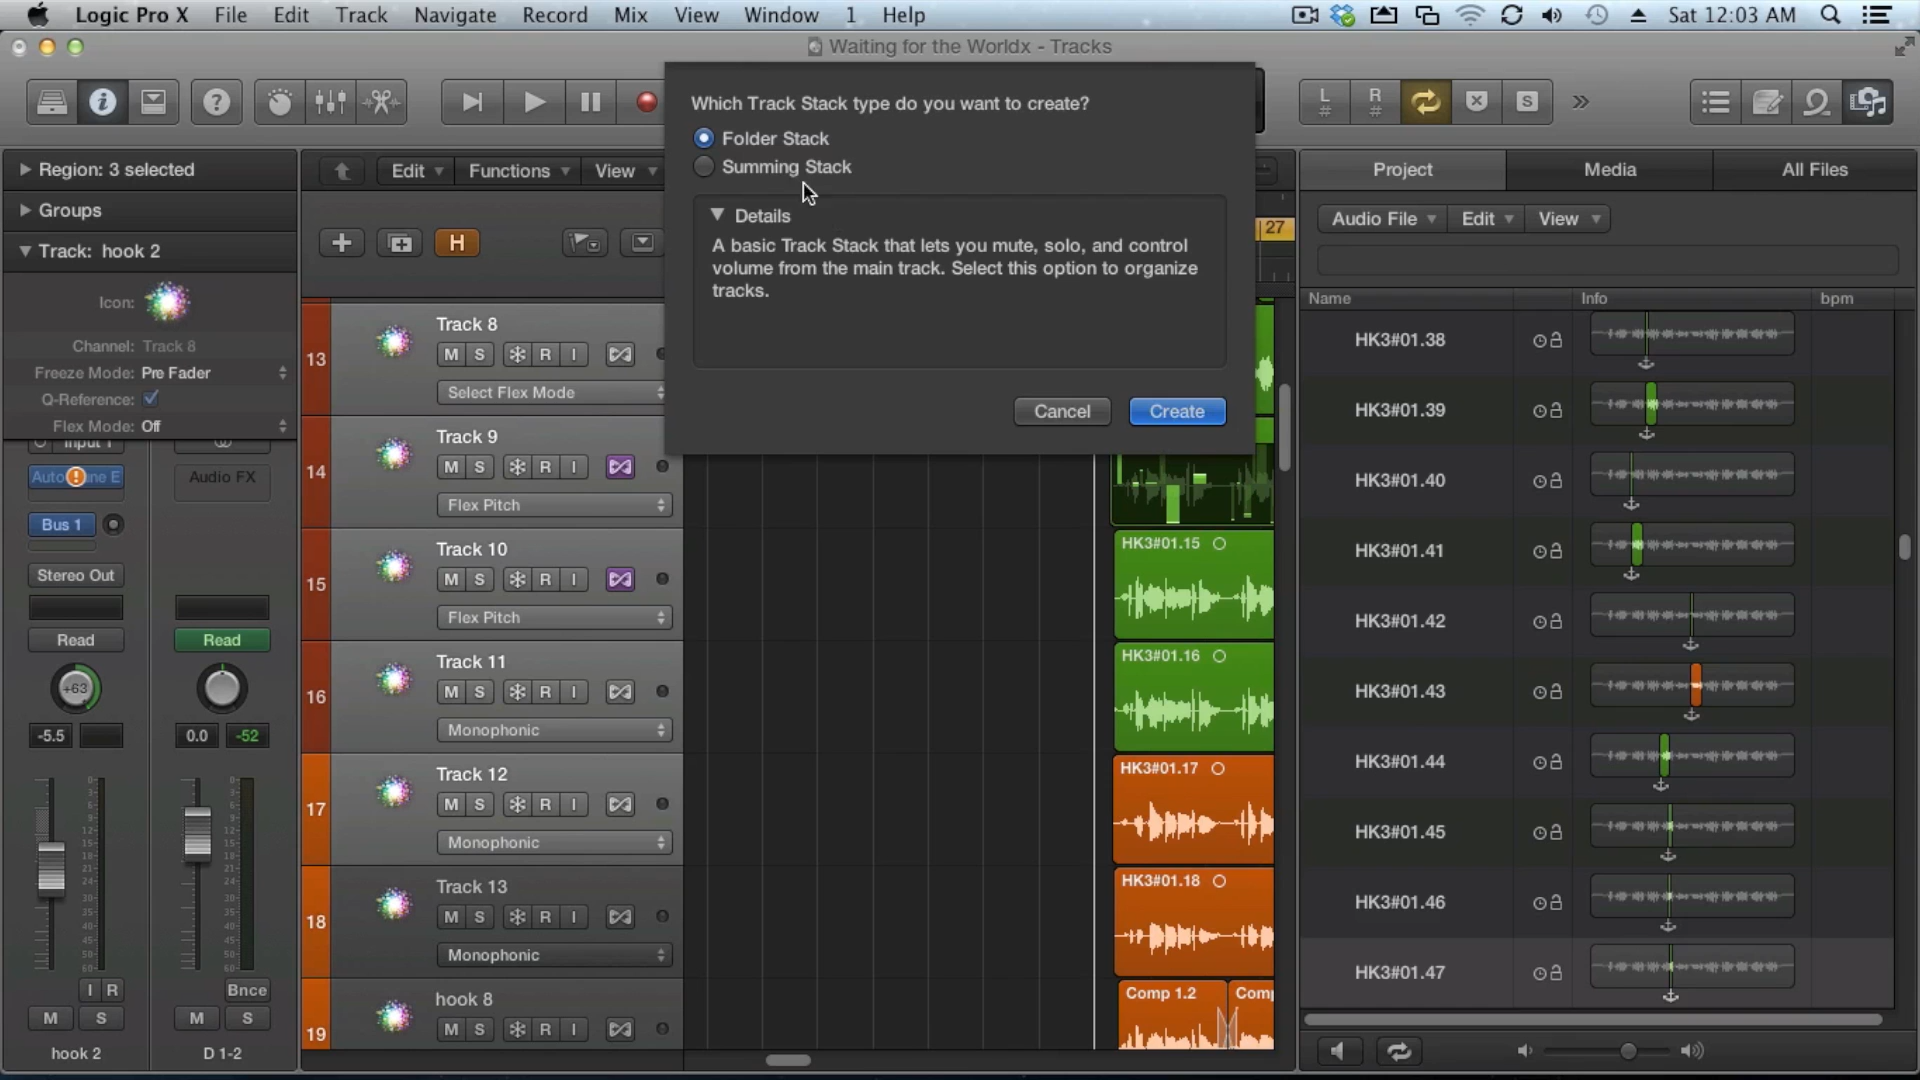 Logic Pro X File Edit Track Navigate Record Mix View Window 1 Help Sat 12:03 AM
Waiting for the Worldx - Tracks
Which Track Stack type do you want to create?
Folder Stack
Summing Stack
Details
A basic Track Stack that lets you mute, solo, and control
volume from the main track. Select this option to organize
tracks.
Cancel Create
L R S
Region: 3 selected
Groups
Track: hook 2
Icon:
Channel: Track 8
Freeze Mode: Pre Fader
Q-Reference:
Flex Mode: Off
Input 1
Audio FX
Bus 1
Stereo Out
Read Read
+63
-5.5 0.0 -52
I R Bnce
M S M S
hook 2 D 1-2
Edit Functions View
H
27
13 Track 8
M S R I
Select Flex Mode
14 Track 9
M S R I
Flex Pitch
15 Track 10
M S R I
Flex Pitch
16 Track 11
M S R I
Monophonic
17 Track 12
M S R I
Monophonic
18 Track 13
M S R I
Monophonic
19 hook 8
M S R I
HK3#01.15
HK3#01.16
HK3#01.17
HK3#01.18
Comp 1.2 Comp
Project Media All Files
Audio File Edit View
Name Info bpm
HK3#01.38
HK3#01.39
HK3#01.40
HK3#01.41
HK3#01.42
HK3#01.43
HK3#01.44
HK3#01.45
HK3#01.46
HK3#01.47